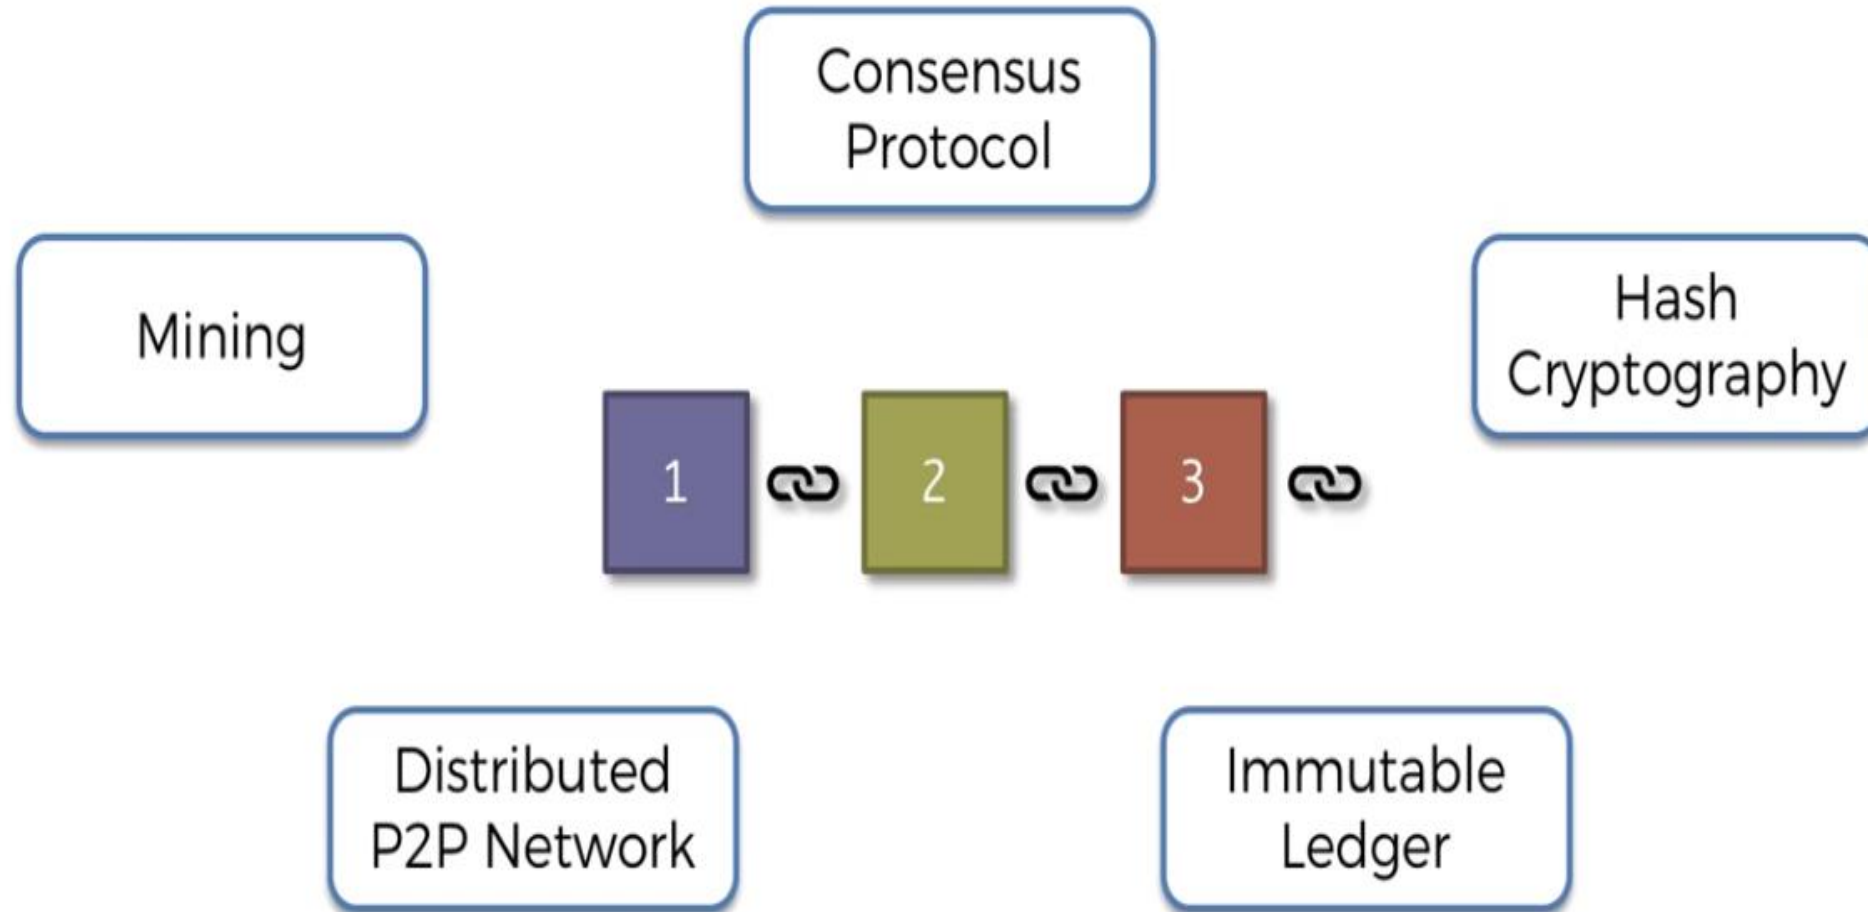 Consensus
Protocol
Mining
Hash
Cryptography
1
2
3
Distributed
P2P Network
Immutable
Ledger